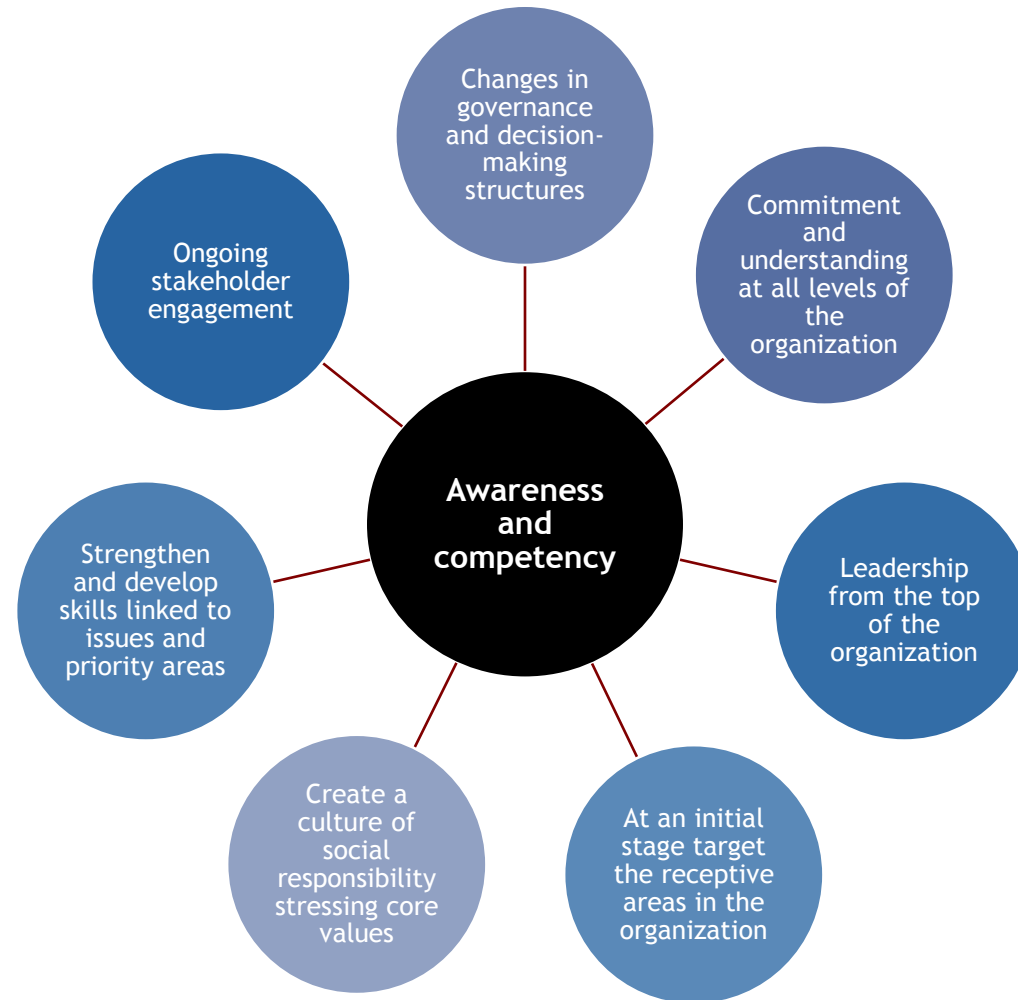 Changes in
governance
and decision-
making
structures
Commitment
and
understanding
at all levels of
the
organization
Leadership
from the top
of the
organization
At an initial
stage target
the receptive
areas in the
organization
Create a
culture of
social
responsibility
stressing core
values
Strengthen
and develop
skills linked to
issues and
priority areas
Ongoing
stakeholder
engagement
Awareness
and
competency